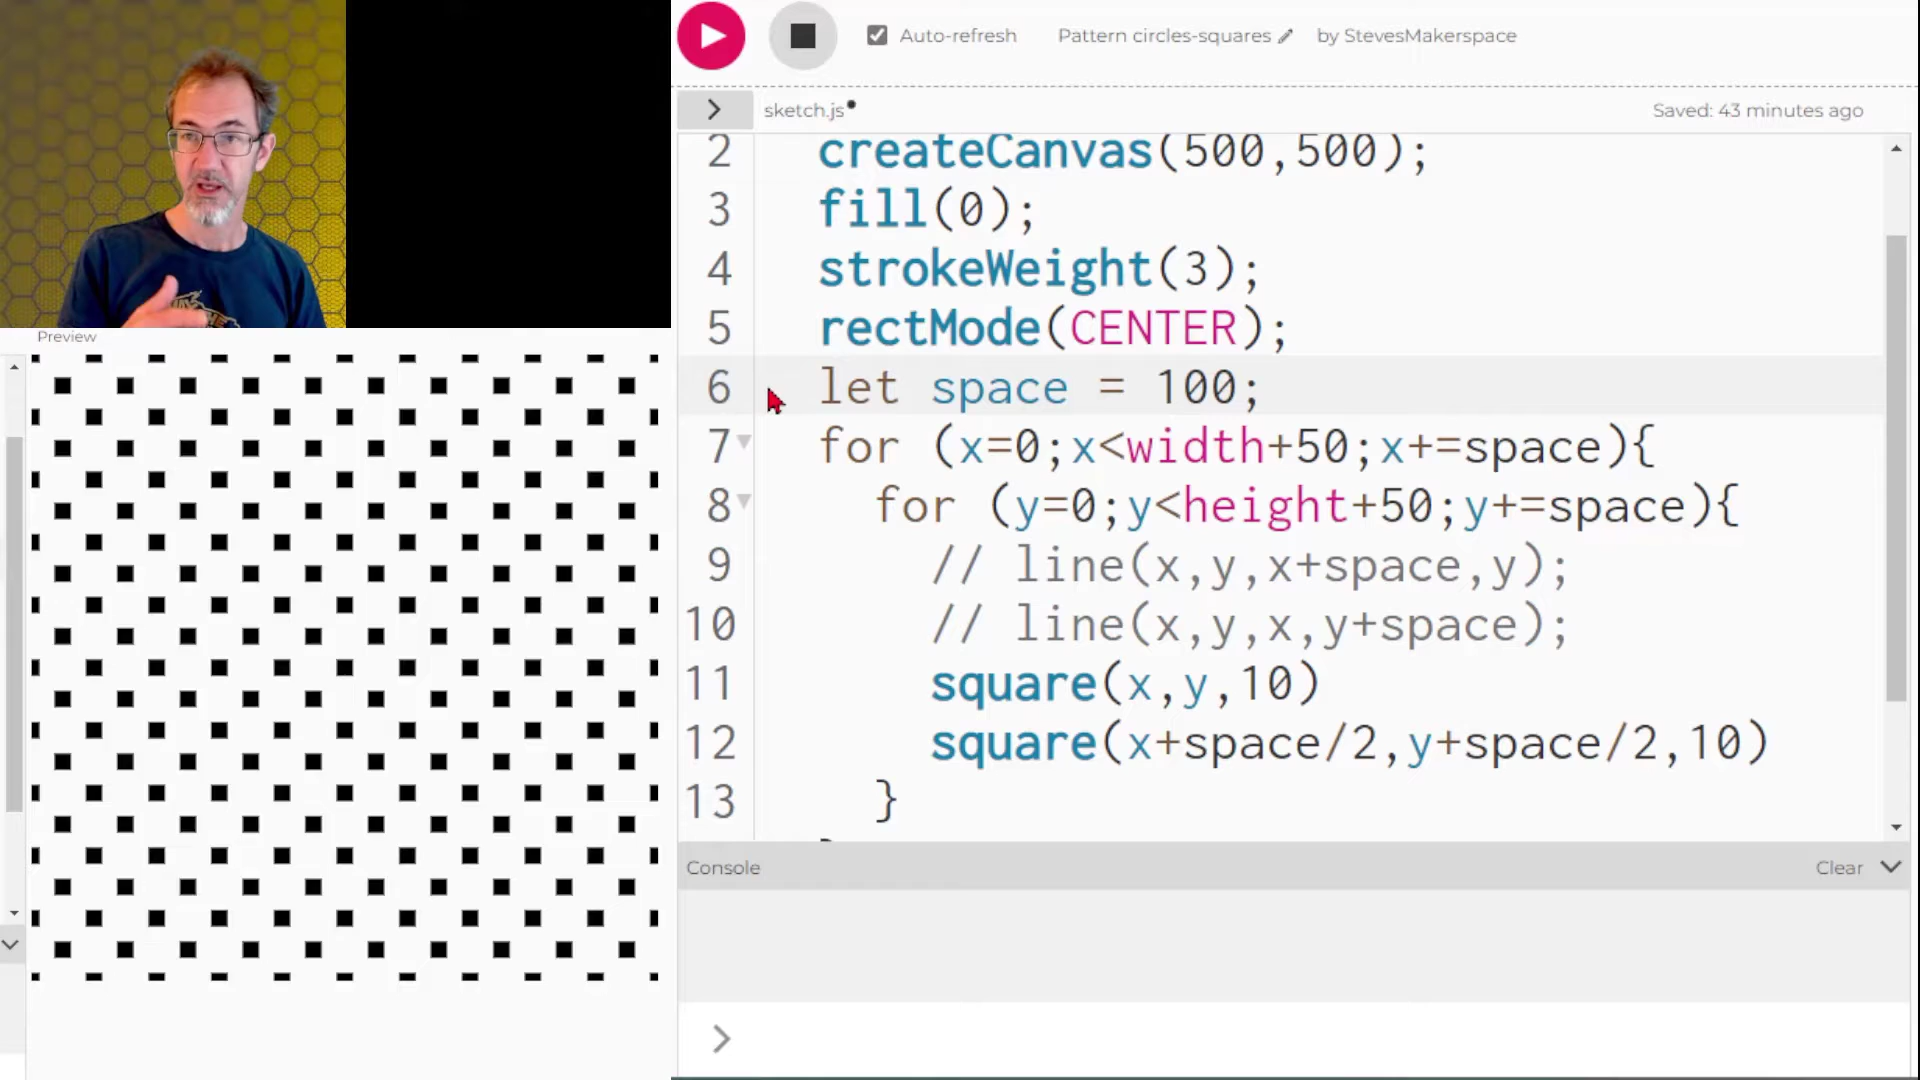 Auto-refresh Pattern circles-squares by StevesMakerspace
sketch.js Saved: 43 minutes ago
Preview
2 createCanvas(500,500);
3 fill(0);
4 strokeWeight(3);
5 rectMode(CENTER);
6 let space = 100;
7 for (x=0;x<width+50;x+=space){
8 for (y=0;y<height+50;y+=space){
9 // line(x,y,x+space,y);
10 // line(x,y,x,y+space);
11 square(x,y,10)
12 square(x+space/2,y+space/2,10)
13 }
Console Clear
>